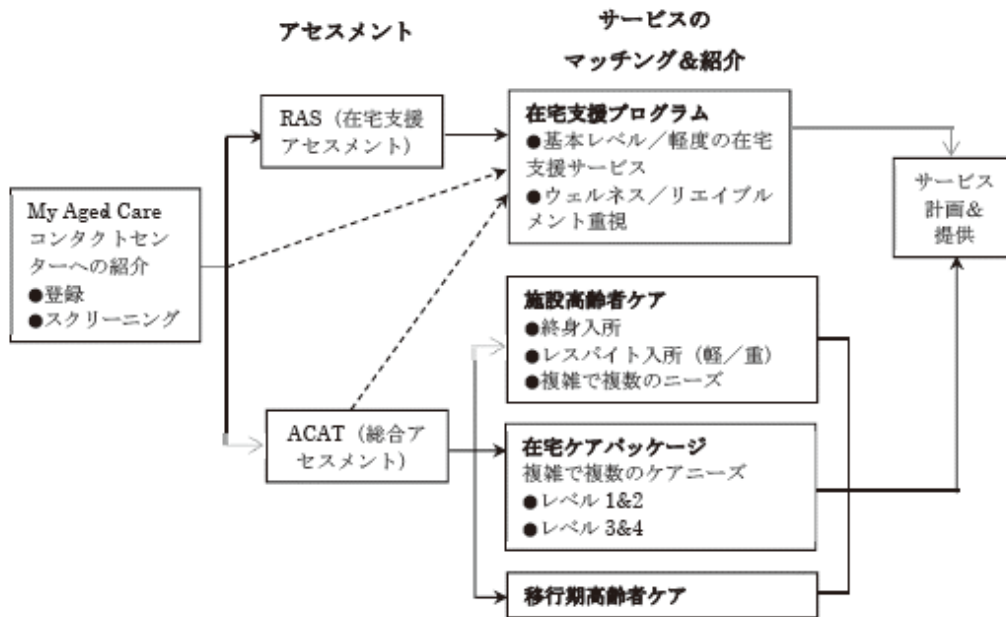 アセスメント
サービスの
マッチング＆紹介
My Aged Care
コンタクトセン
ターへの紹介
●登録
●スクリーニング
RAS（在宅支援
アセスメント）
ACAT（総合ア
セスメント）
在宅支援プログラム
●基本レベル／軽度の在宅
支援サービス
●ウェルネス／リエイブル
メント重視
施設高齢者ケア
●終身入所
●レスパイト入所（軽／重）
●複雑で複数のニーズ
在宅ケアパッケージ
複雑で複数のケアニーズ
●レベル 1&2
●レベル 3&4
移行期高齢者ケア
サービス
計画&
提供